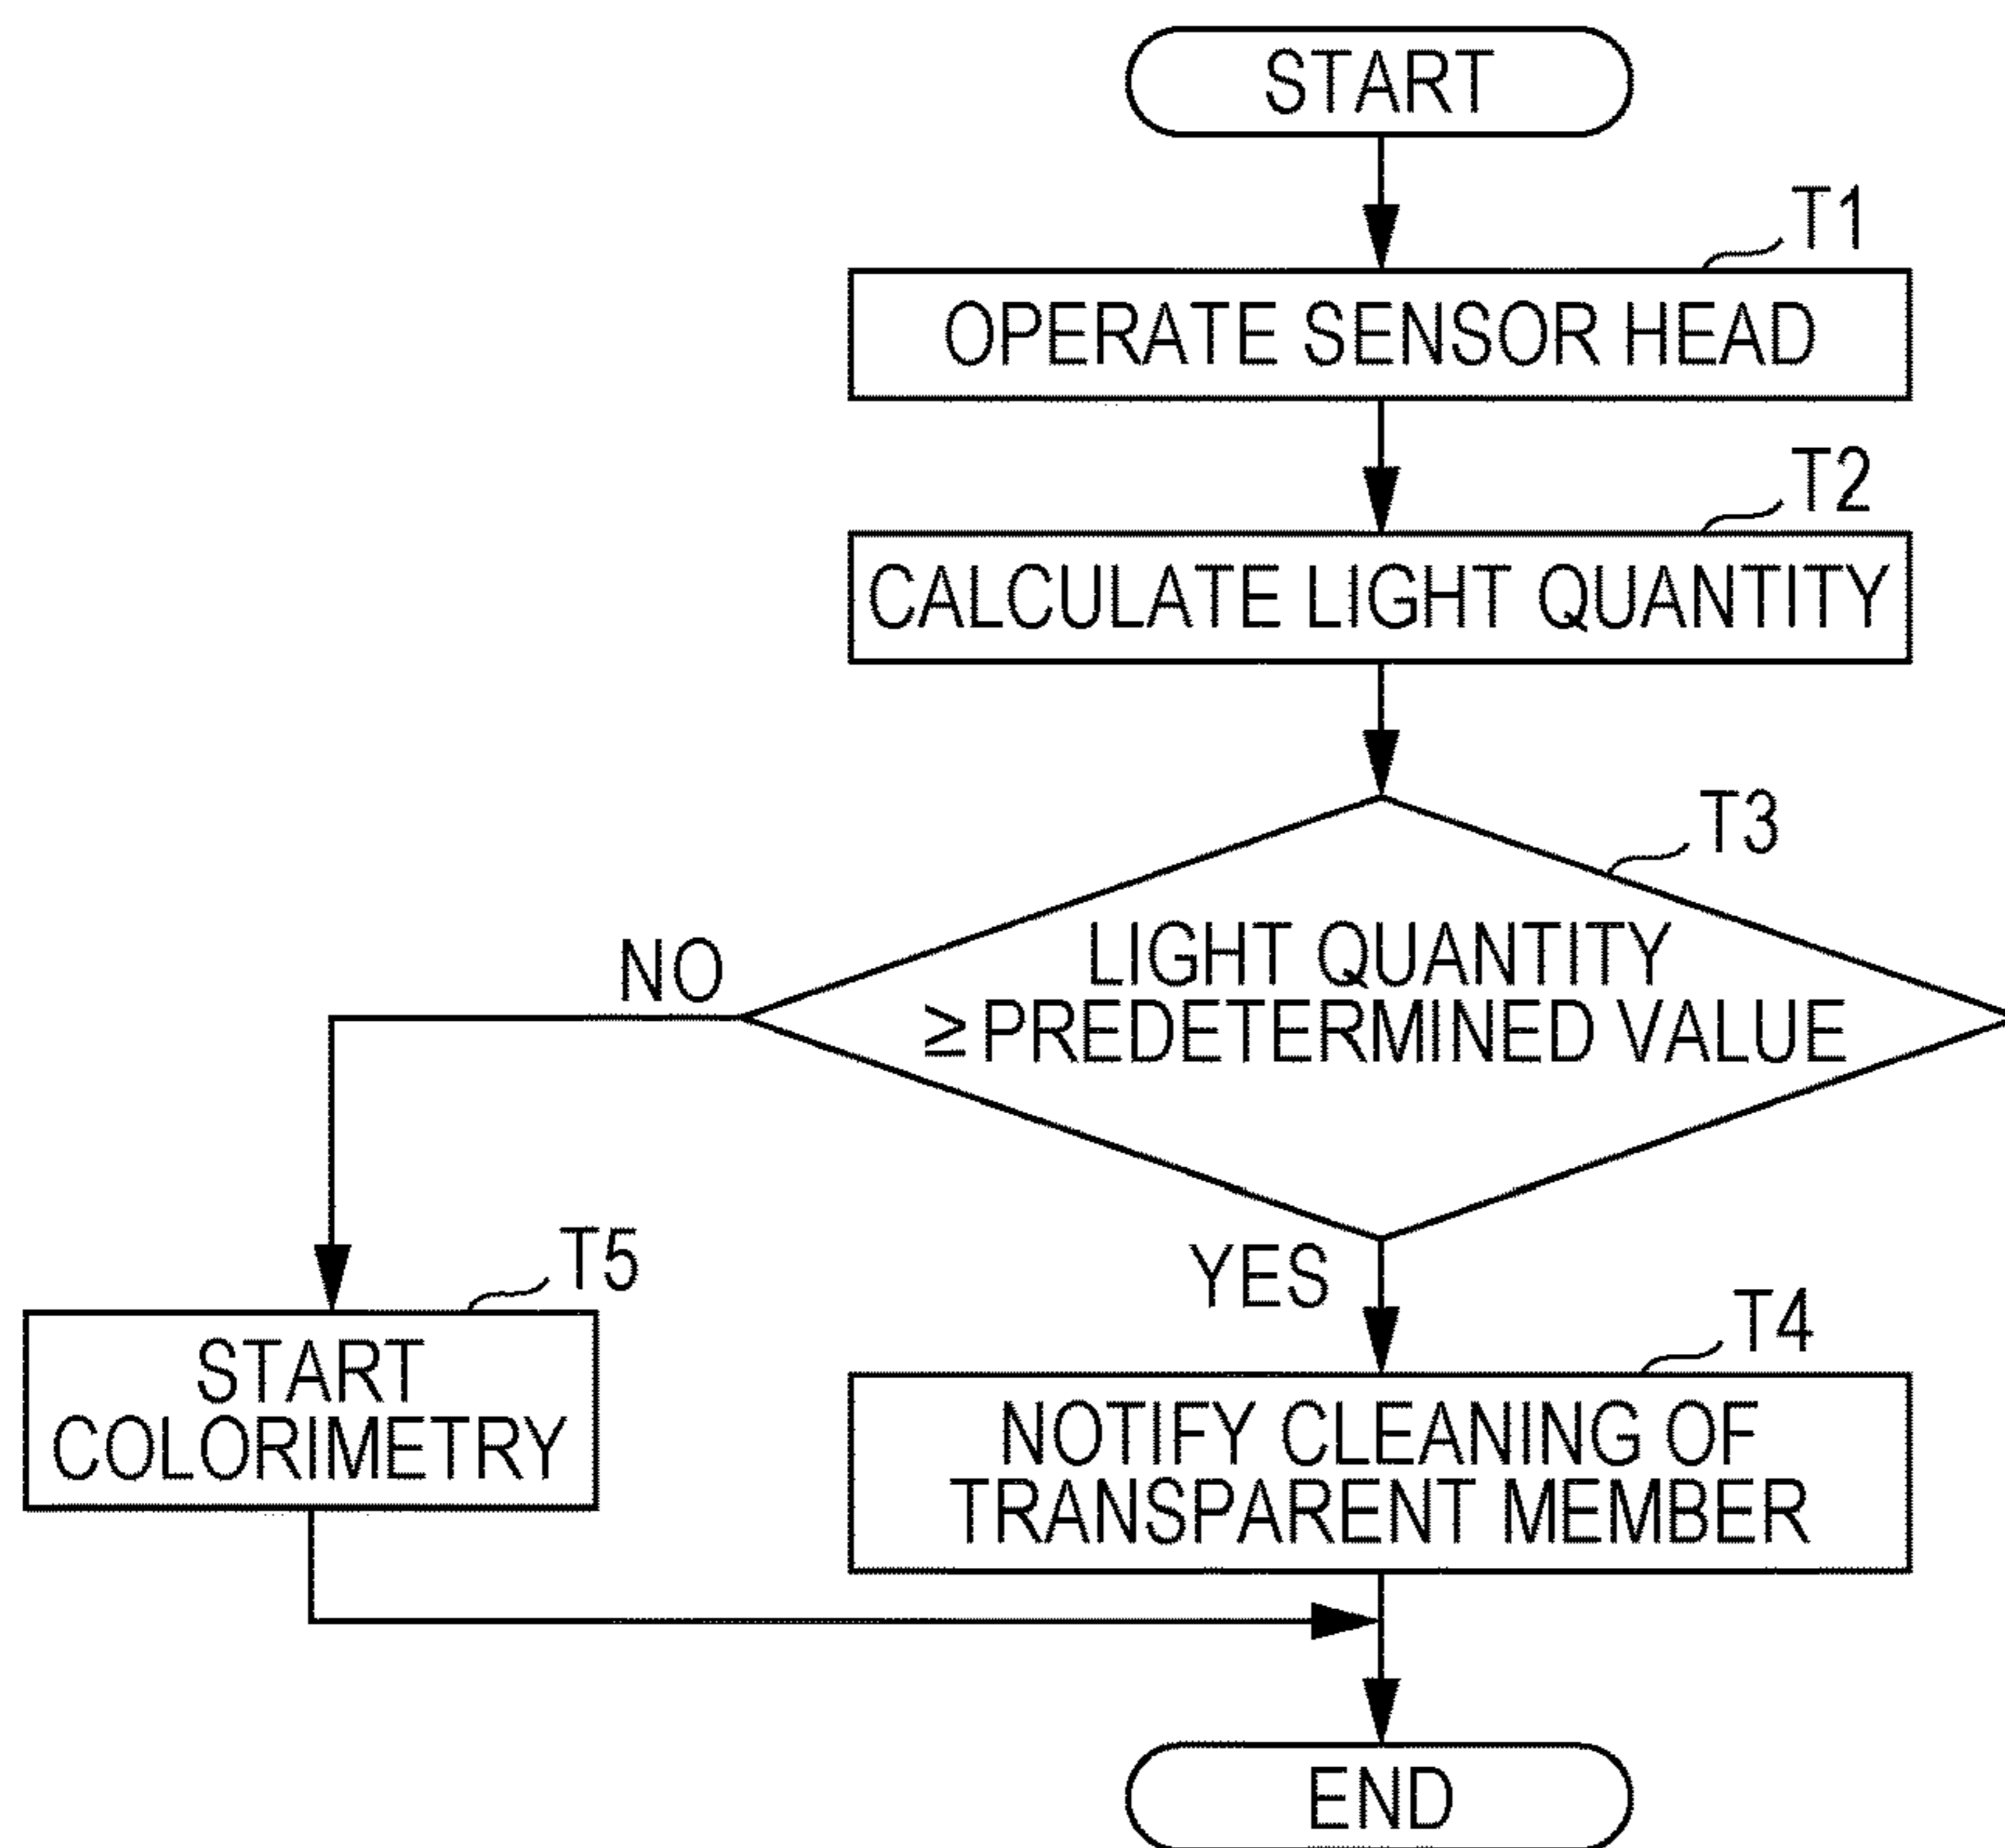 START
T1
OPERATE SENSOR HEAD
T2
CALCULATE LIGHT QUANTITY
T3
LIGHT QUANTITY
≥ PREDETERMINED VALUE
NO
YES
T5
START
COLORIMETRY
T4
NOTIFY CLEANING OF
TRANSPARENT MEMBER
END